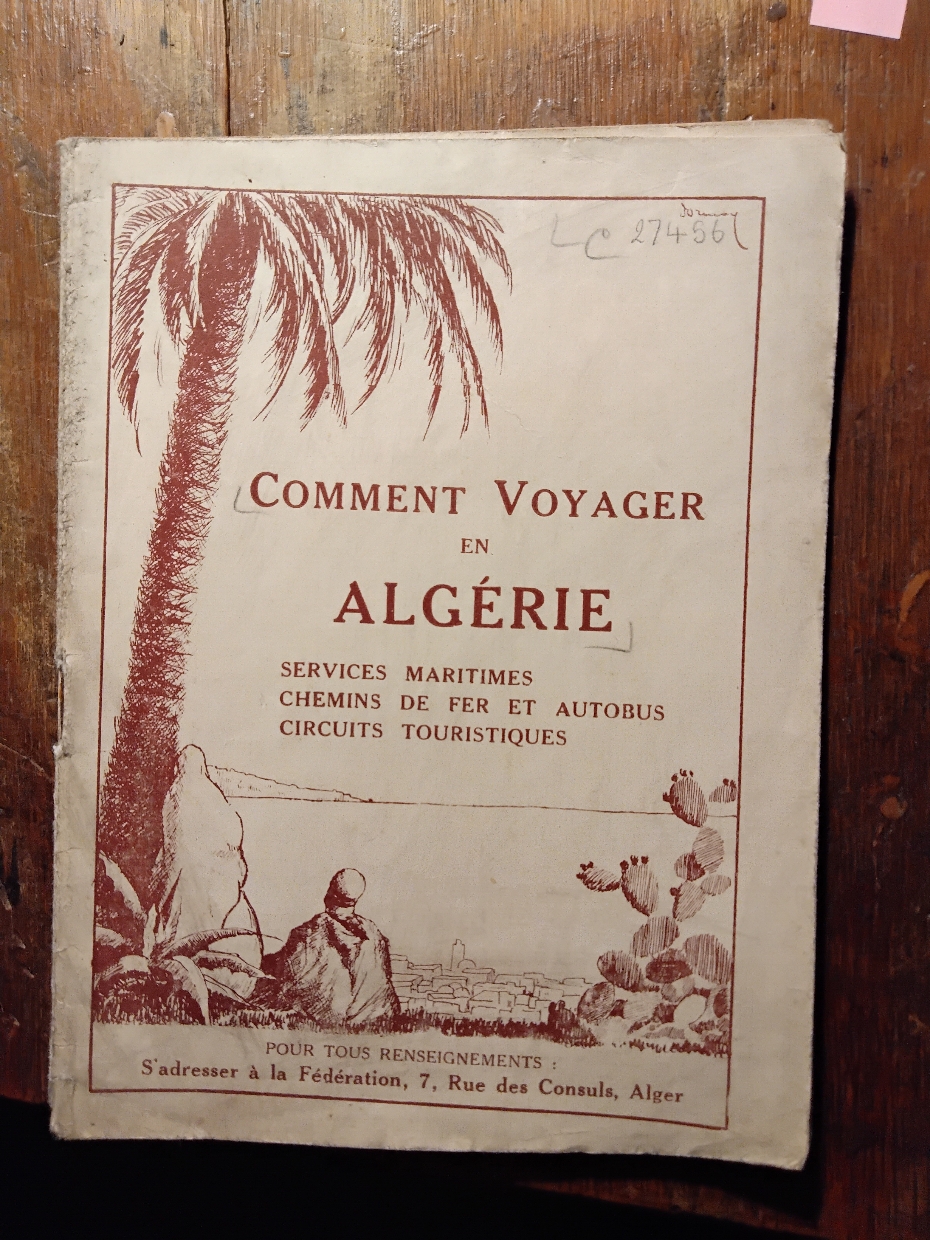 LC 27456
COMMENT VOYAGER
EN
ALGÉRIE
SERVICES MARITIMES
CHEMINS DE FER ET AUTOBUS
CIRCUITS TOURISTIQUES
POUR TOUS RENSEIGNEMENTS :
S'adresser à la Fédération, 7, Rue des Consuls, Alger